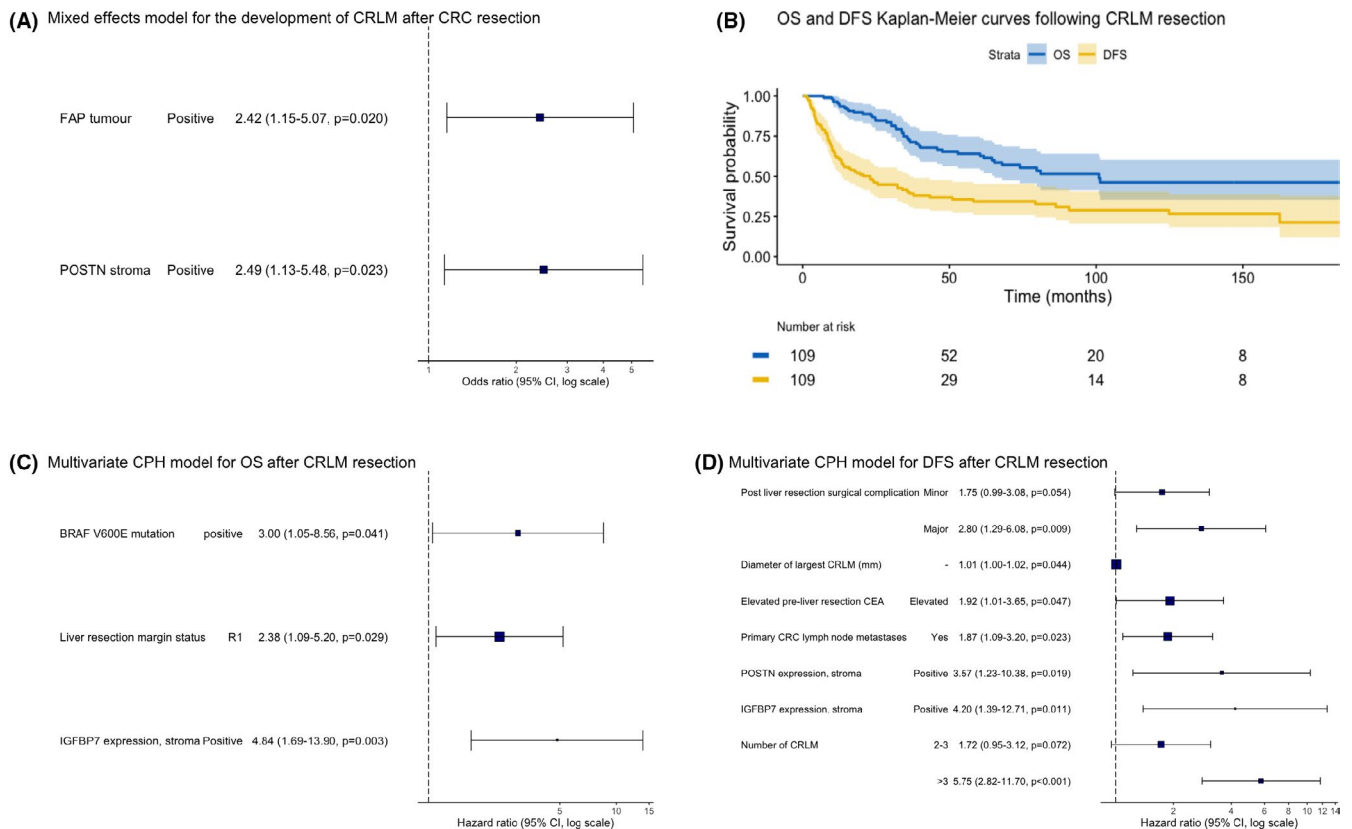 (A) Mixed effects model for the development of CRLM after CRC resection
FAP tumour Positive 2.42 (1.15-5.07, p=0.020)
POSTN stroma Positive 2.49 (1.13-5.48, p=0.023)
1 2 3 4 5
Odds ratio (95% CI, log scale)
(B) OS and DFS Kaplan-Meier curves following CRLM resection
Strata OS DFS
Survival probability
1.00
0.75
0.50
0.25
0.00
0 50 100 150
Time (months)
Number at risk
109 52 20 8
109 29 14 8
(C) Multivariate CPH model for OS after CRLM resection
BRAF V600E mutation positive 3.00 (1.05-8.56, p=0.041)
Liver resection margin status R1 2.38 (1.09-5.20, p=0.029)
IGFBP7 expression, stroma Positive 4.84 (1.69-13.90, p=0.003)
5 10 15
Hazard ratio (95% CI, log scale)
(D) Multivariate CPH model for DFS after CRLM resection
Post liver resection surgical complication Minor 1.75 (0.99-3.08, p=0.054)
Major 2.80 (1.29-6.08, p=0.009)
Diameter of largest CRLM (mm) - 1.01 (1.00-1.02, p=0.044)
Elevated pre-liver resection CEA Elevated 1.92 (1.01-3.65, p=0.047)
Primary CRC lymph node metastases Yes 1.87 (1.09-3.20, p=0.023)
POSTN expression, stroma Positive 3.57 (1.23-10.38, p=0.019)
IGFBP7 expression, stroma Positive 4.20 (1.39-12.71, p=0.011)
Number of CRLM 2-3 1.72 (0.95-3.12, p=0.072)
>3 5.75 (2.82-11.70, p<0.001)
2 4 6 8 10 12 14
Hazard ratio (95% CI, log scale)